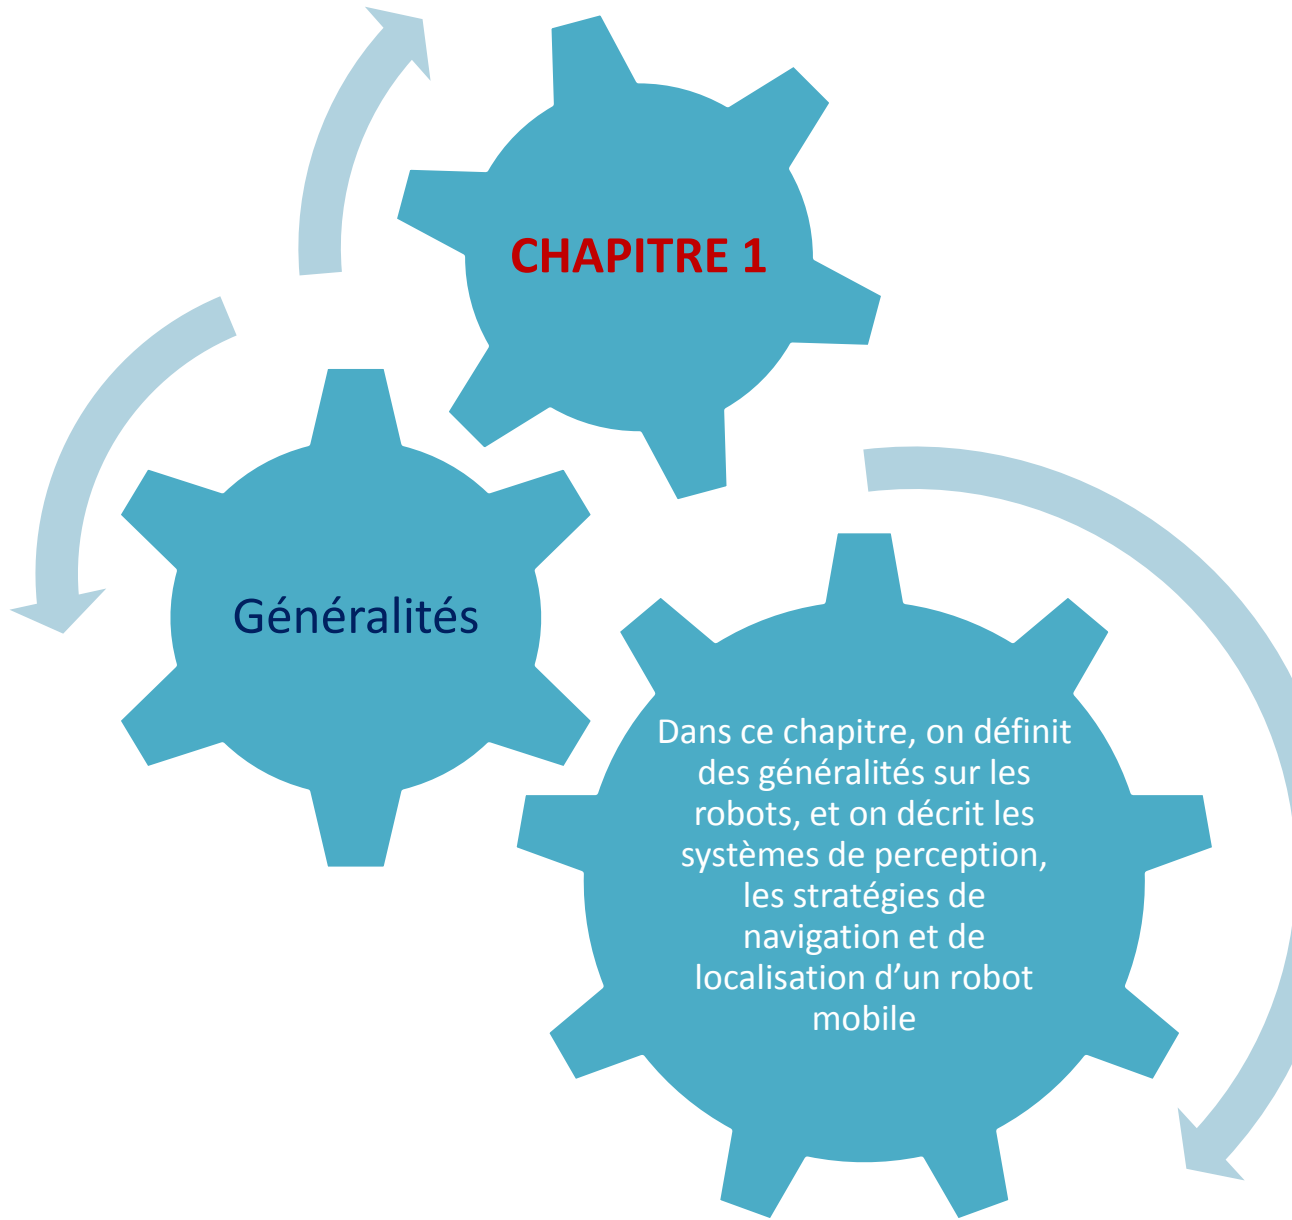 CHAPITRE 1
Généralités
Dans ce chapitre, on définit
des généralités sur les
robots, et on décrit les
systèmes de perception,
les stratégies de
navigation et de
localisation d’un robot
mobile